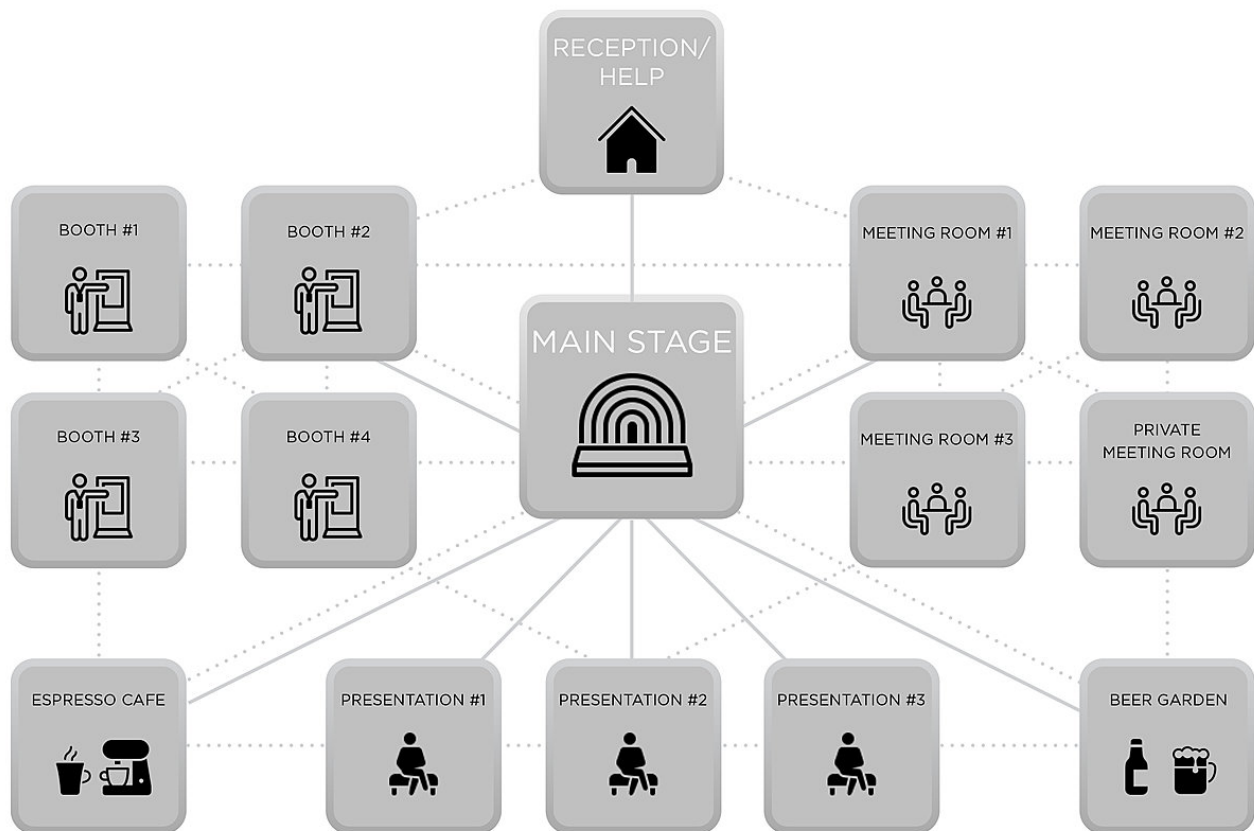 RECEPTION/
HELP
BOOTH #1
BOOTH #2
MEETING ROOM #1
MEETING ROOM #2
MAIN STAGE
BOOTH #3
BOOTH #4
MEETING ROOM #3
PRIVATE
MEETING ROOM
ESPRESSO CAFE
PRESENTATION #1
PRESENTATION #2
PRESENTATION #3
BEER GARDEN